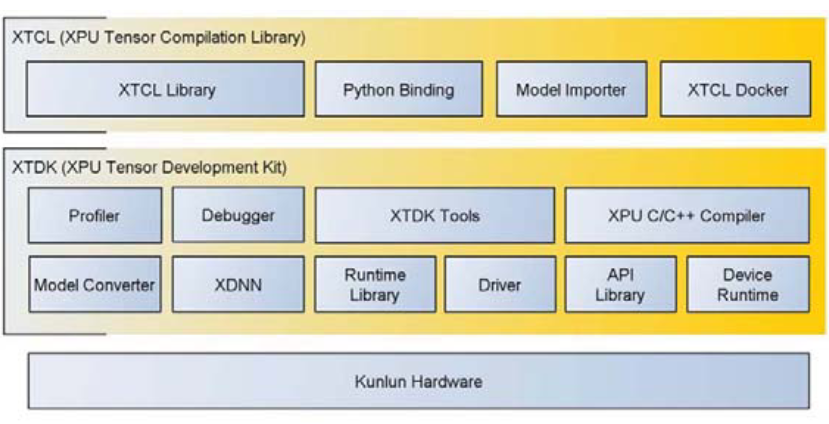 XTCL (XPU Tensor Compilation Library)
XTCL Library
Python Binding
Model Importer
XTCL Docker
XTDK (XPU Tensor Development Kit)
Profiler
Debugger
XTDK Tools
XPU C/C++ Compiler
Model Converter
XDNN
Runtime
Library
Driver
API
Library
Device
Runtime
Kunlun Hardware